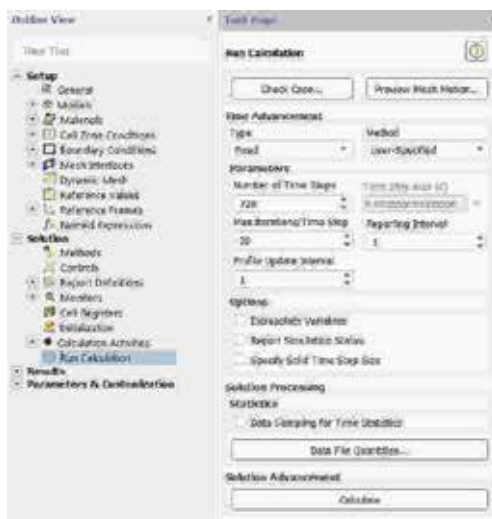 Outline View
Setup
General
Models
Materials
Cell Zone Conditions
Boundary Conditions
Mesh Interfaces
Dynamic Mesh
Reference Values
Reference Frames
Named Expressions
Solution
Methods
Controls
Report Definitions
Monitors
Cell Registers
Initialization
Calculation Activities
Run Calculation
Results
Parameters & Customization
Task Page
Run Calculation
Check Case...
Preview Mesh Motion...
Time Advancement
Type
Method
Fixed
User-Specified
Parameters
Number of Time Steps
Time Step Size (s)
720
Max Iterations/Time Step
Reporting Interval
20
1
Profile Update Interval
1
Options
Extrapolate Variables
Report Simulation Status
Specify Solid Time Step Size
Solution Processing
Statistics
Data Sampling for Time Statistics
Data File Quantities...
Solution Advancement
Calculate